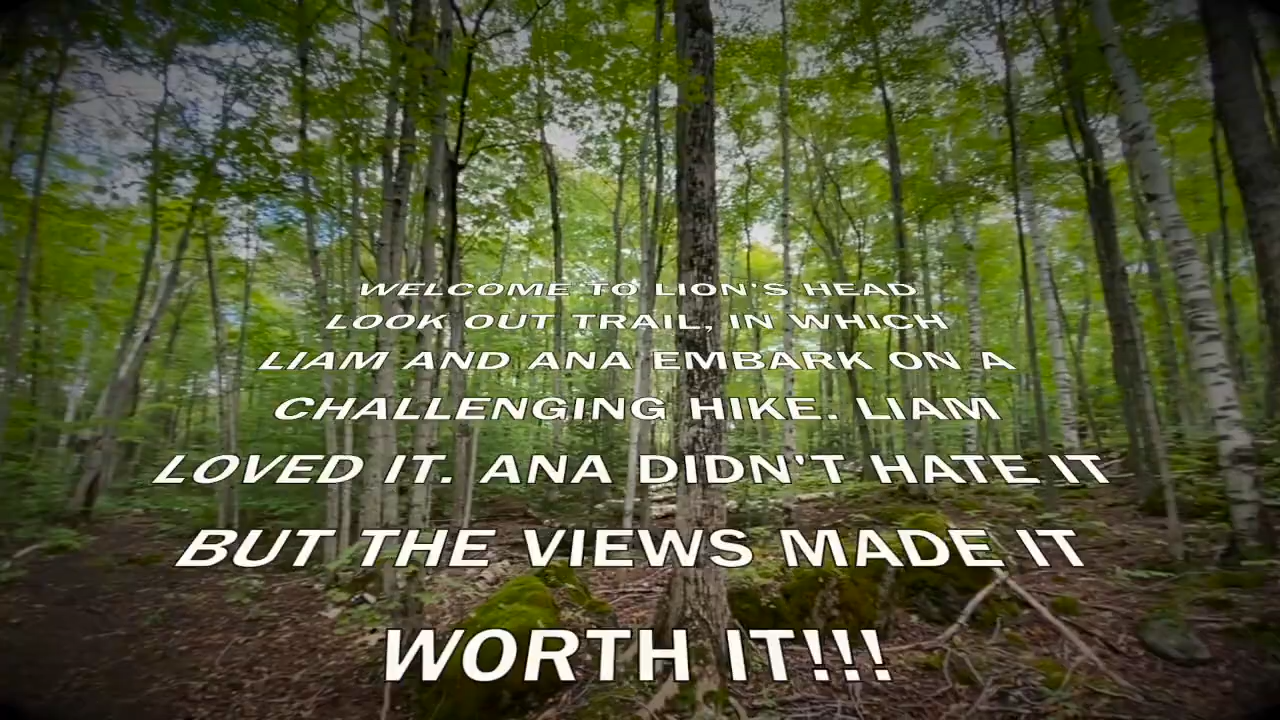 WELCOME TO LION'S HEAD
LOOK OUT TRAIL, IN WHICH
LIAM AND ANA EMBARK ON A
CHALLENGING HIKE. LIAM
LOVED IT. ANA DIDN'T HATE IT
BUT THE VIEWS MADE IT
WORTH IT!!!